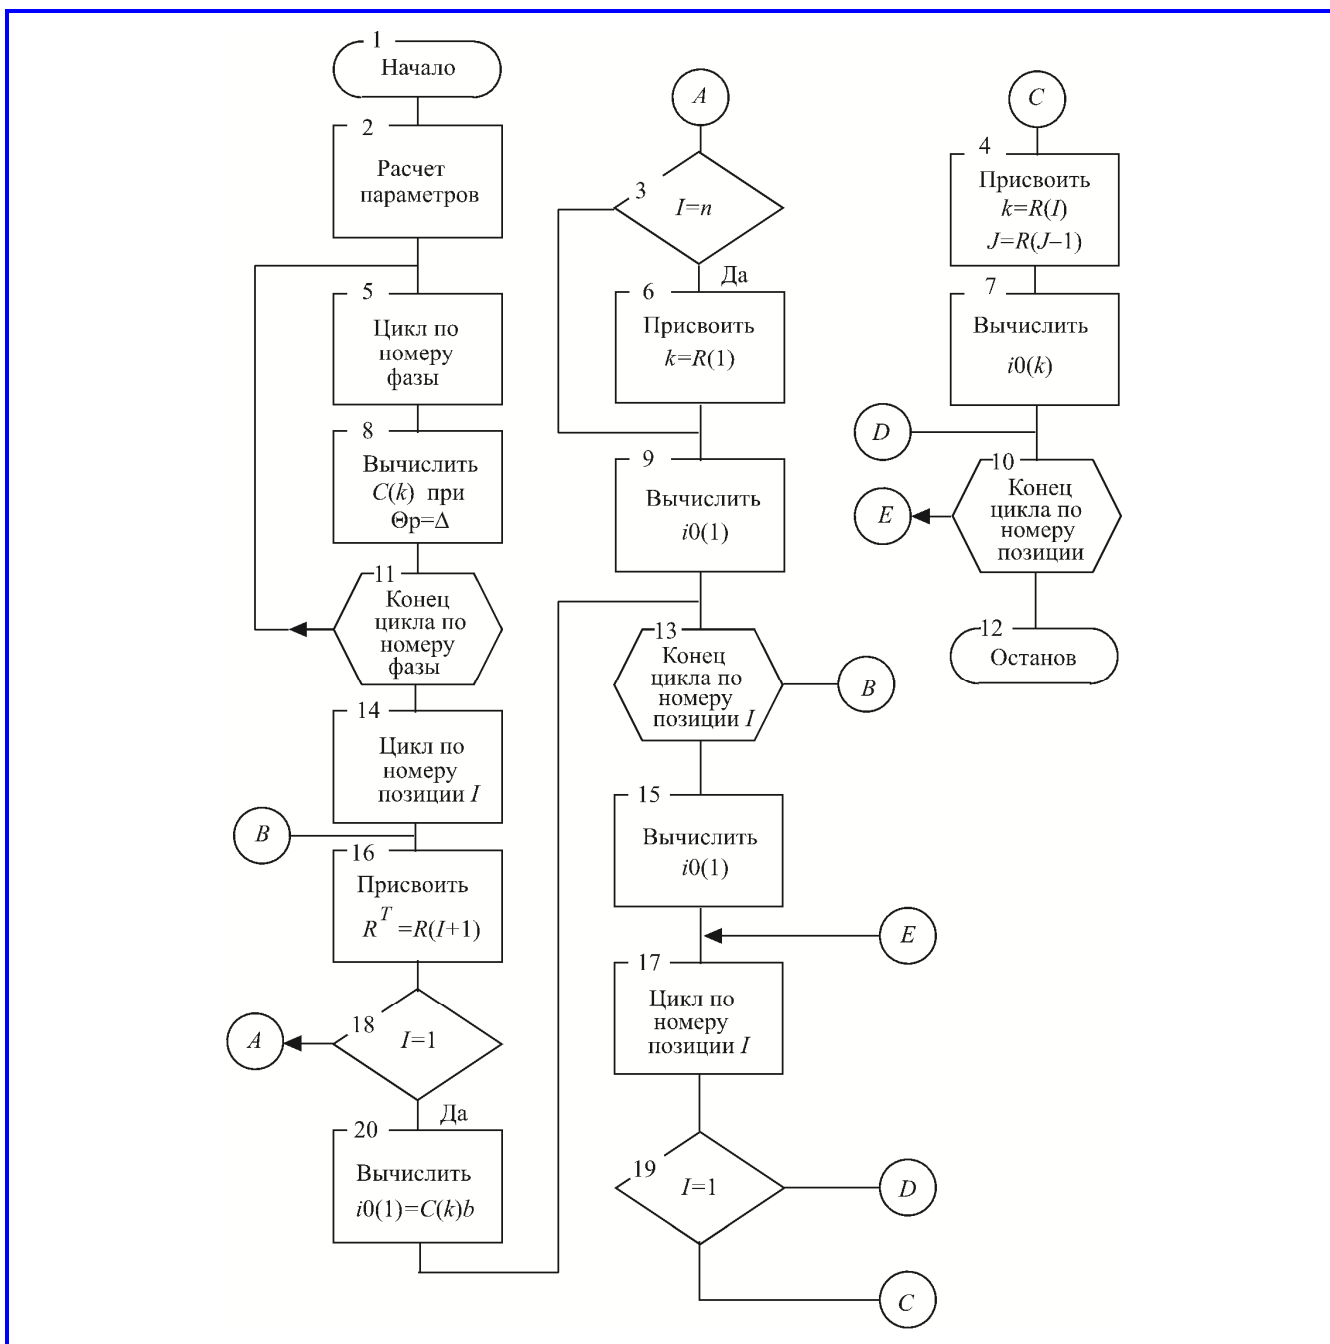 1
Начало
2
Расчет
параметров
5
Цикл по
номеру
фазы
8
Вычислить
C(k) при
Θp=Δ
11
Конец
цикла по
номеру
фазы
14
Цикл по
номеру
позиции I
B
16
Присвоить
R^T =R(I+1)
18
I=1
A
Да
20
Вычислить
i0(1)=C(k)b
A
3
I=n
Да
6
Присвоить
k=R(1)
9
Вычислить
i0(1)
13
Конец
цикла по
номеру
позиции I
B
15
Вычислить
i0(1)
E
17
Цикл по
номеру
позиции I
19
I=1
D
C
C
4
Присвоить
k=R(I)
J=R(J–1)
7
Вычислить
i0(k)
D
10
Конец
цикла по
номеру
позиции
E
12
Останов